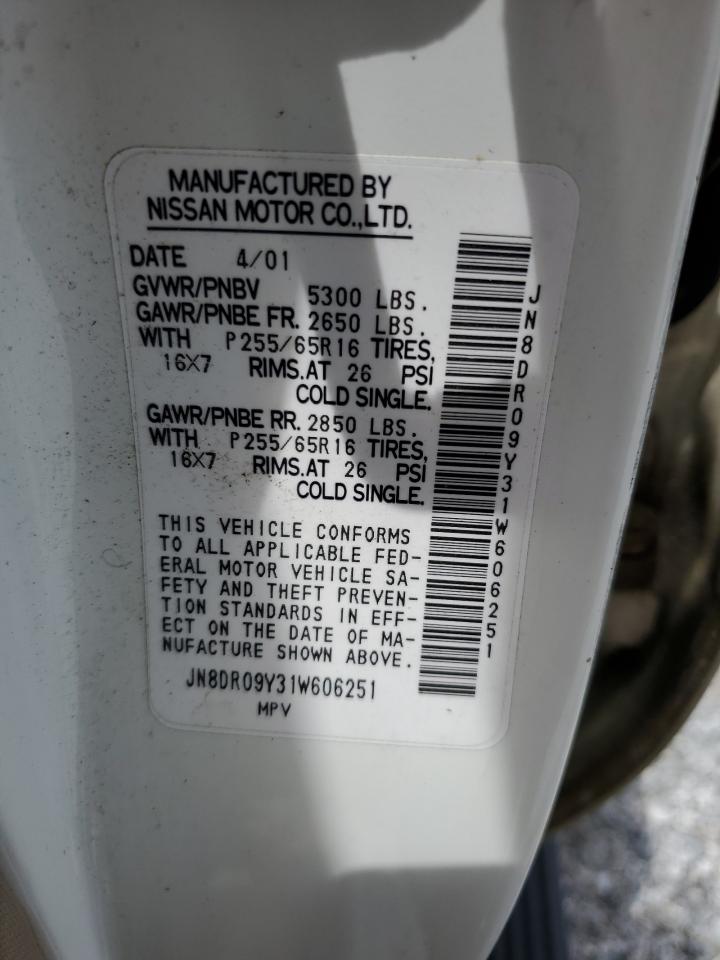 MANUFACTURED BY
NISSAN MOTOR CO.,LTD.
DATE 4/01
GVWR/PNBV 5300 LBS.
GAWR/PNBE FR. 2650 LBS.
WITH P255/65R16 TIRES,
16X7 RIMS.AT 26 PSI
COLD SINGLE.
GAWR/PNBE RR. 2850 LBS.
WITH P255/65R16 TIRES,
16X7 RIMS.AT 26 PSI
COLD SINGLE.
THIS VEHICLE CONFORMS
TO ALL APPLICABLE FED-
ERAL MOTOR VEHICLE SA-
FETY AND THEFT PREVEN-
TION STANDARDS IN EFF-
ECT ON THE DATE OF MA-
NUFACTURE SHOWN ABOVE.
JN8DR09Y31W606251
MPV
JN8DR09Y31W606251